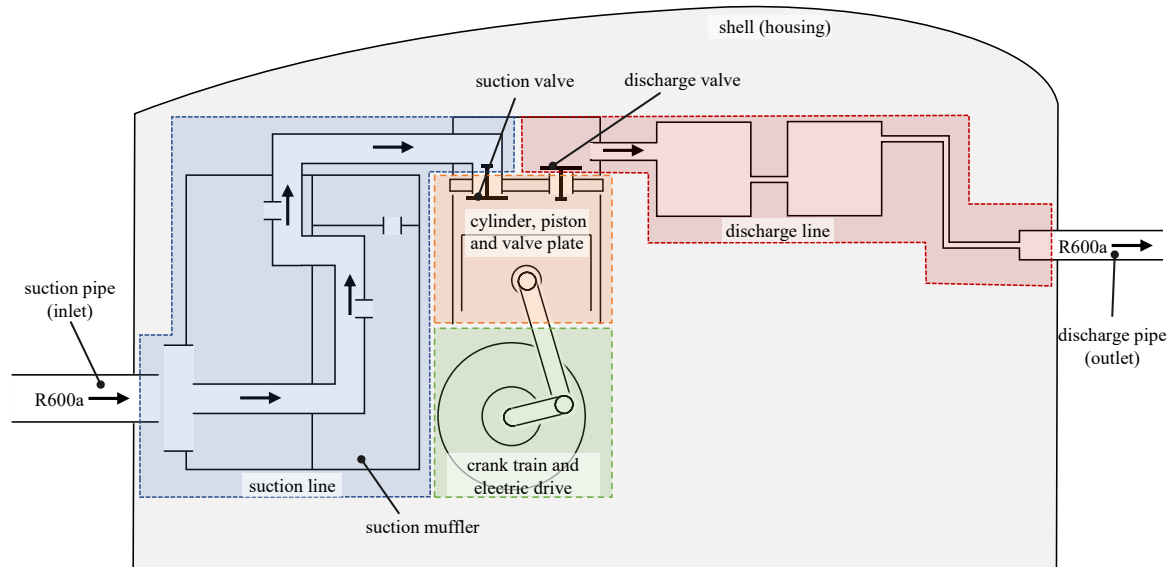 shell (housing)
suction valve
discharge valve
cylinder, piston
and valve plate
discharge line
R600a
suction pipe
(inlet)
discharge pipe
(outlet)
R600a
crank train and
electric drive
suction line
suction muffler